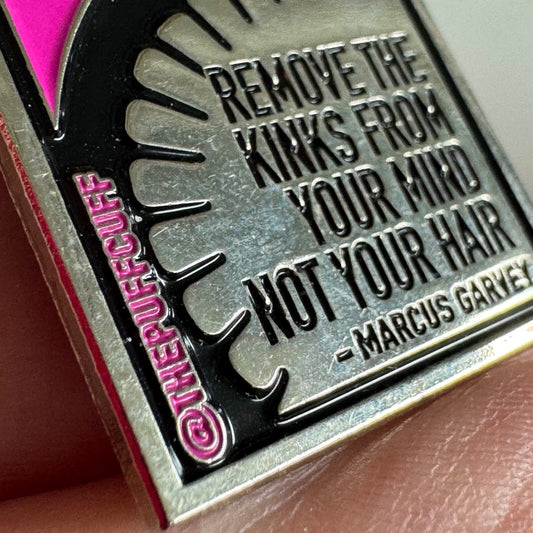 REMOVE THE
KINKS FROM
YOUR MIND
NOT YOUR HAIR
- MARCUS GARVEY
@THEPUFFCUFF